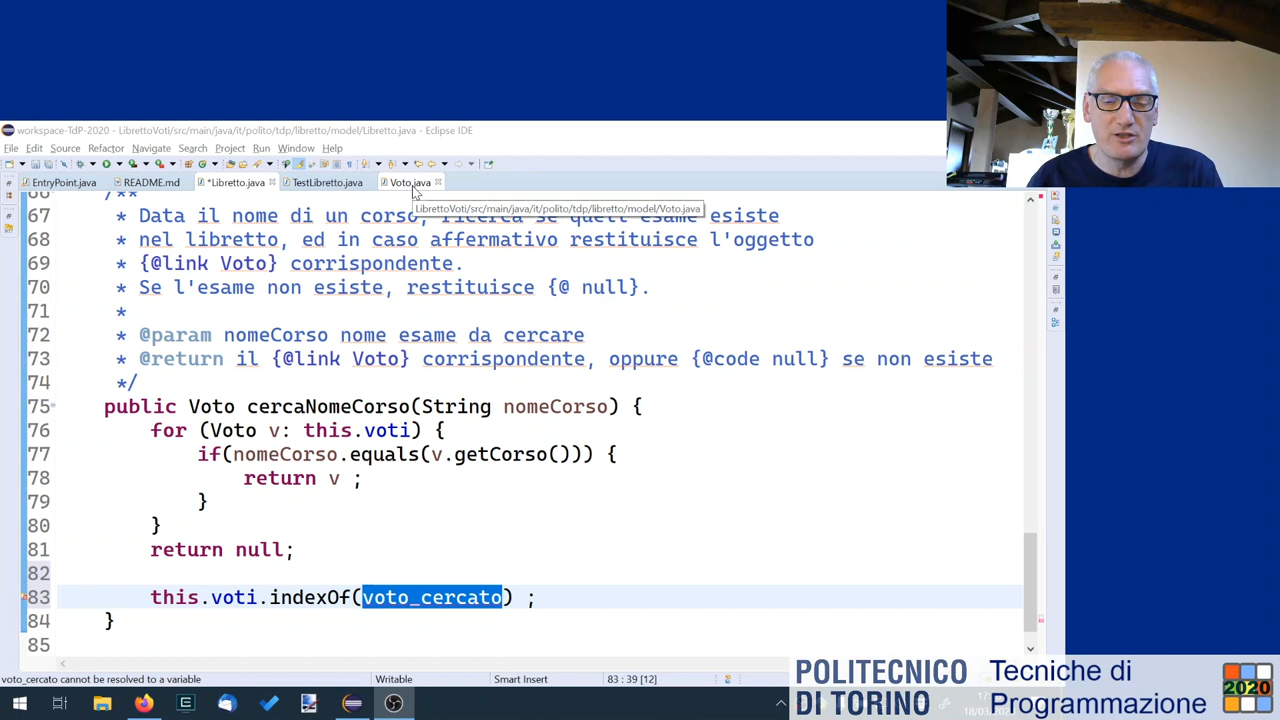 workspace-TdP-2020 - LibrettoVoti/src/main/java/it/polito/tdp/libretto/model/Libretto.java - Eclipse IDE
File Edit Source Refactor Navigate Search Project Run Window Help
EntryPoint.java README.md *Libretto.java TestLibretto.java Voto.java
LibrettoVoti/src/main/java/it/polito/tdp/libretto/model/Voto.java
66 /**
67 * Data il nome di un corso, ricerca se quell'esame esiste
68 * nel libretto, ed in caso affermativo restituisce l'oggetto
69 * {@link Voto} corrispondente.
70 * Se l'esame non esiste, restituisce {@ null}.
71 *
72 * @param nomeCorso nome esame da cercare
73 * @return il {@link Voto} corrispondente, oppure {@code null} se non esiste
74 */
75 public Voto cercaNomeCorso(String nomeCorso) {
76 for (Voto v: this.voti) {
77 if(nomeCorso.equals(v.getCorso())) {
78 return v ;
79 }
80 }
81 return null;
82
83 this.voti.indexOf(voto_cercato) ;
84 }
85
voto_cercato cannot be resolved to a variable Writable Smart Insert 83 : 39 [12]
POLITECNICO
DI TORINO
Tecniche di
Programmazione
2020